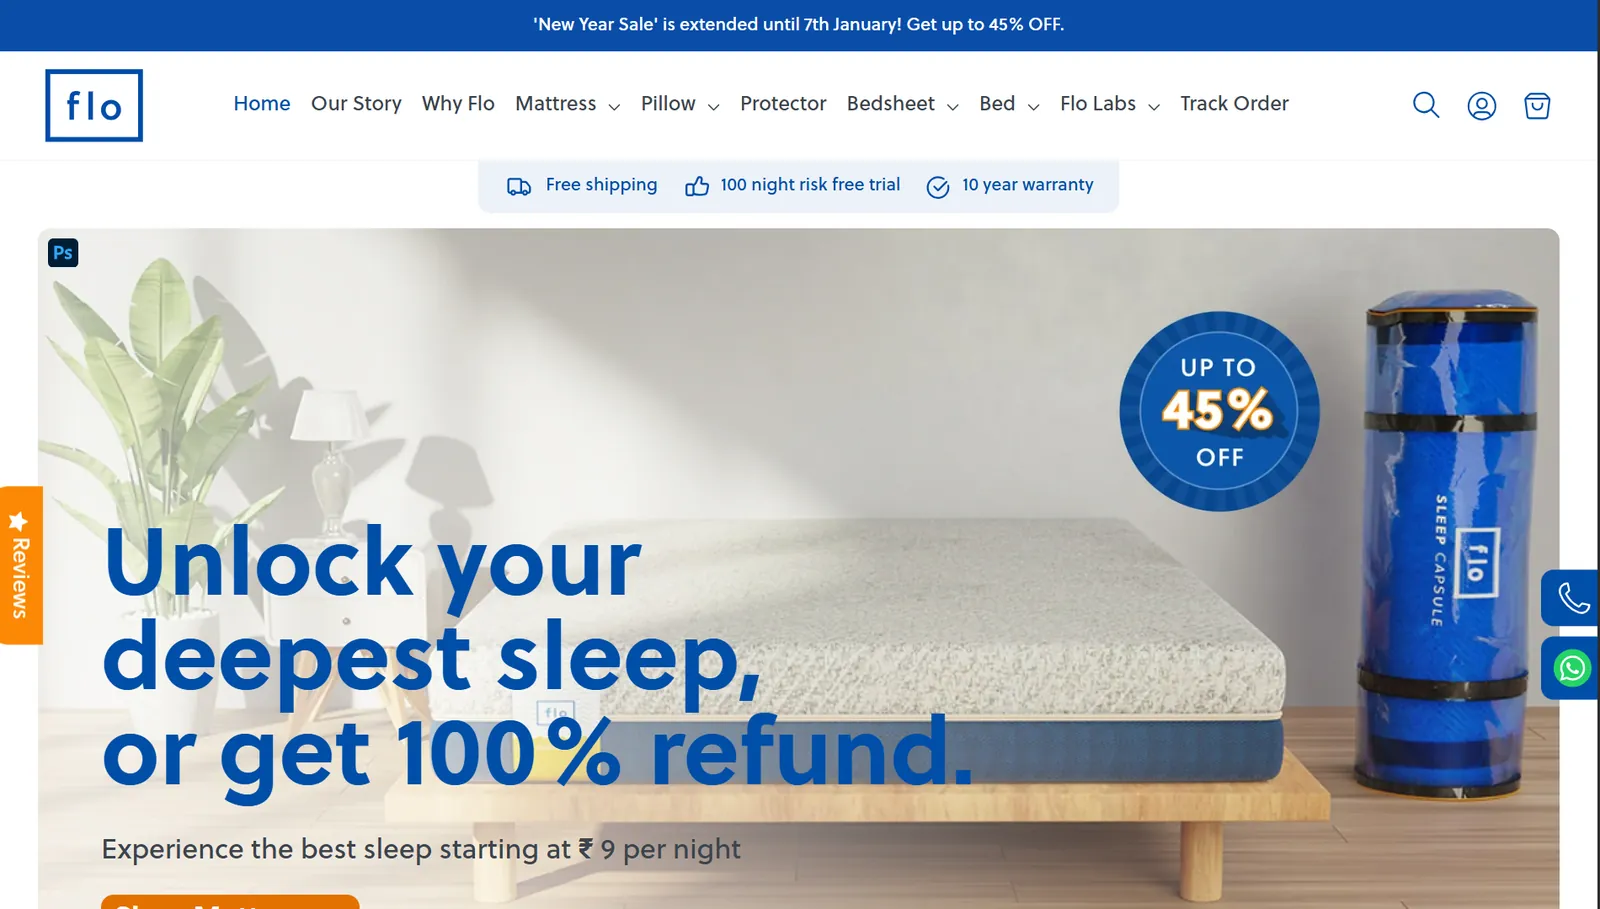 'New Year Sale' is extended until 7th January! Get up to 45% OFF.
flo
Home Our Story Why Flo Mattress Pillow Protector Bedsheet Bed Flo Labs Track Order
Free shipping 100 night risk free trial 10 year warranty
Ps
UP TO
45%
OFF
SLEEP CAPSULE
flo
Reviews
Unlock your
deepest sleep,
or get 100% refund.
flo
Experience the best sleep starting at ₹ 9 per night